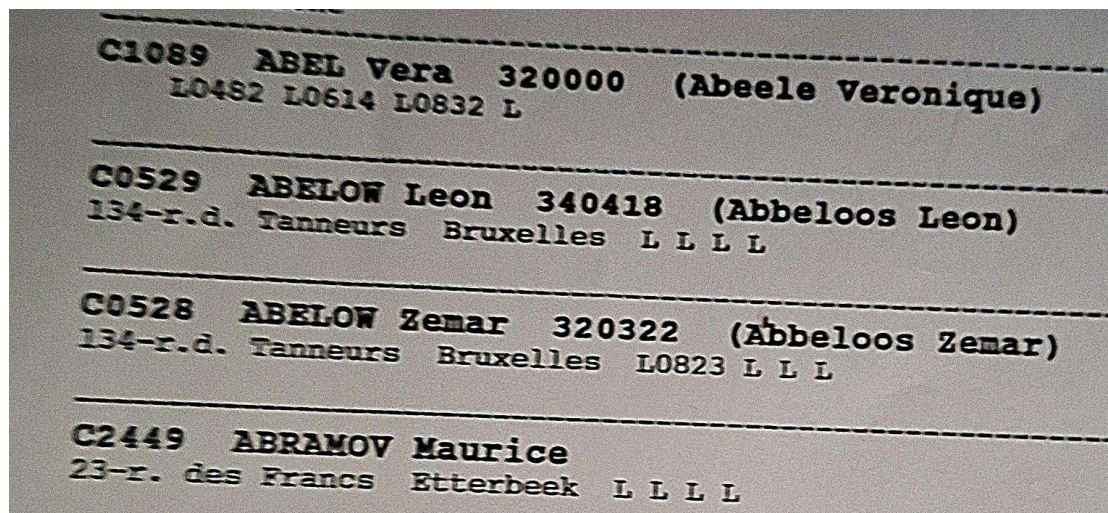 C1089 ABEL Vera 320000 (Abeele Veronique)
L0482 L0614 L0832 L
C0529 ABELOW Leon 340418 (Abbeloos Leon)
134-r.d. Tanneurs Bruxelles L L L L
C0528 ABELOW Zemar 320322 (Abbeloos Zemar)
134-r.d. Tanneurs Bruxelles L0823 L L L
C2449 ABRAMOV Maurice
23-r. des Francs Etterbeek L L L L